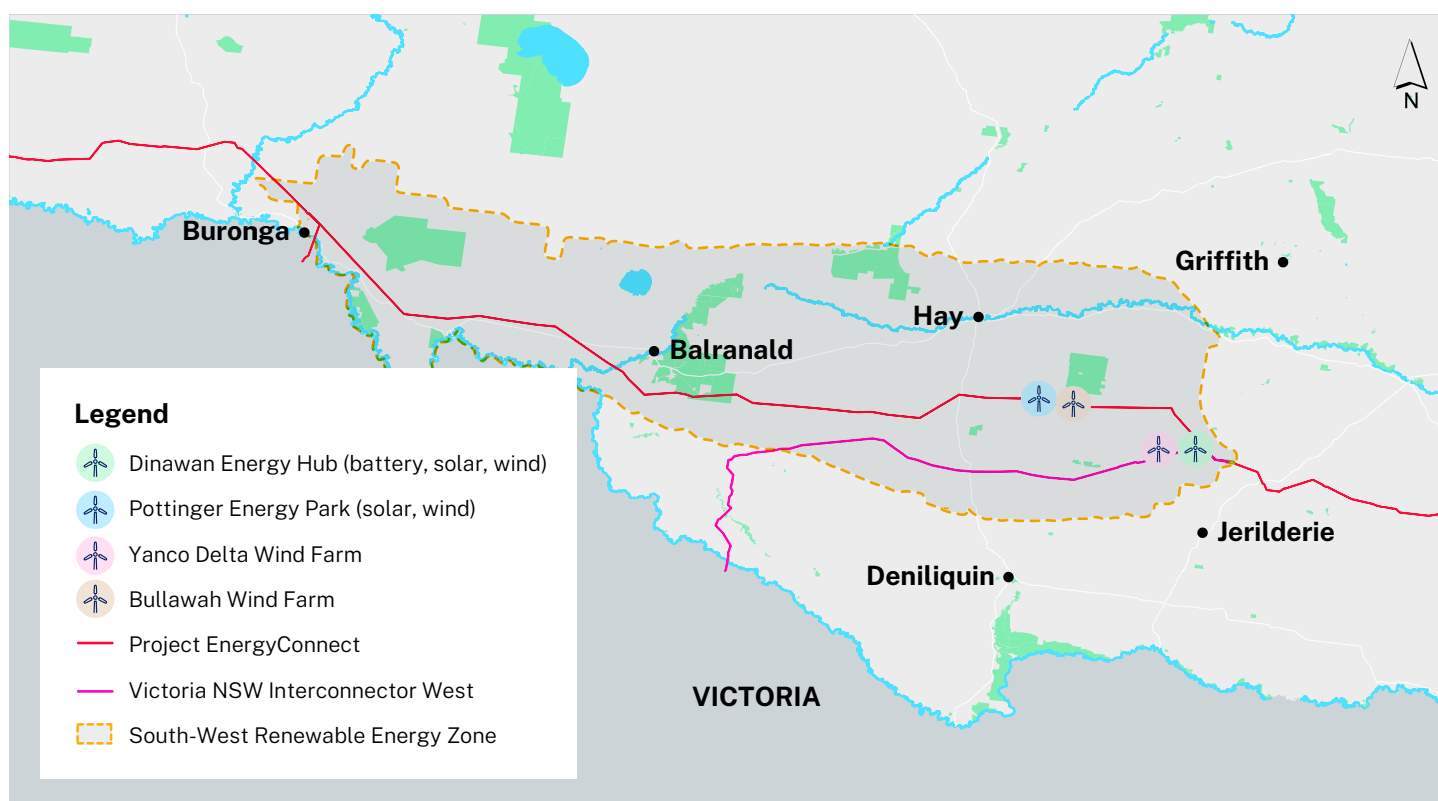 N
Buronga
Griffith
Hay
Balranald
Jerilderie
Deniliquin
VICTORIA
Legend
Dinawan Energy Hub (battery, solar, wind)
Pottinger Energy Park (solar, wind)
Yanco Delta Wind Farm
Bullawah Wind Farm
Project EnergyConnect
Victoria NSW Interconnector West
South-West Renewable Energy Zone